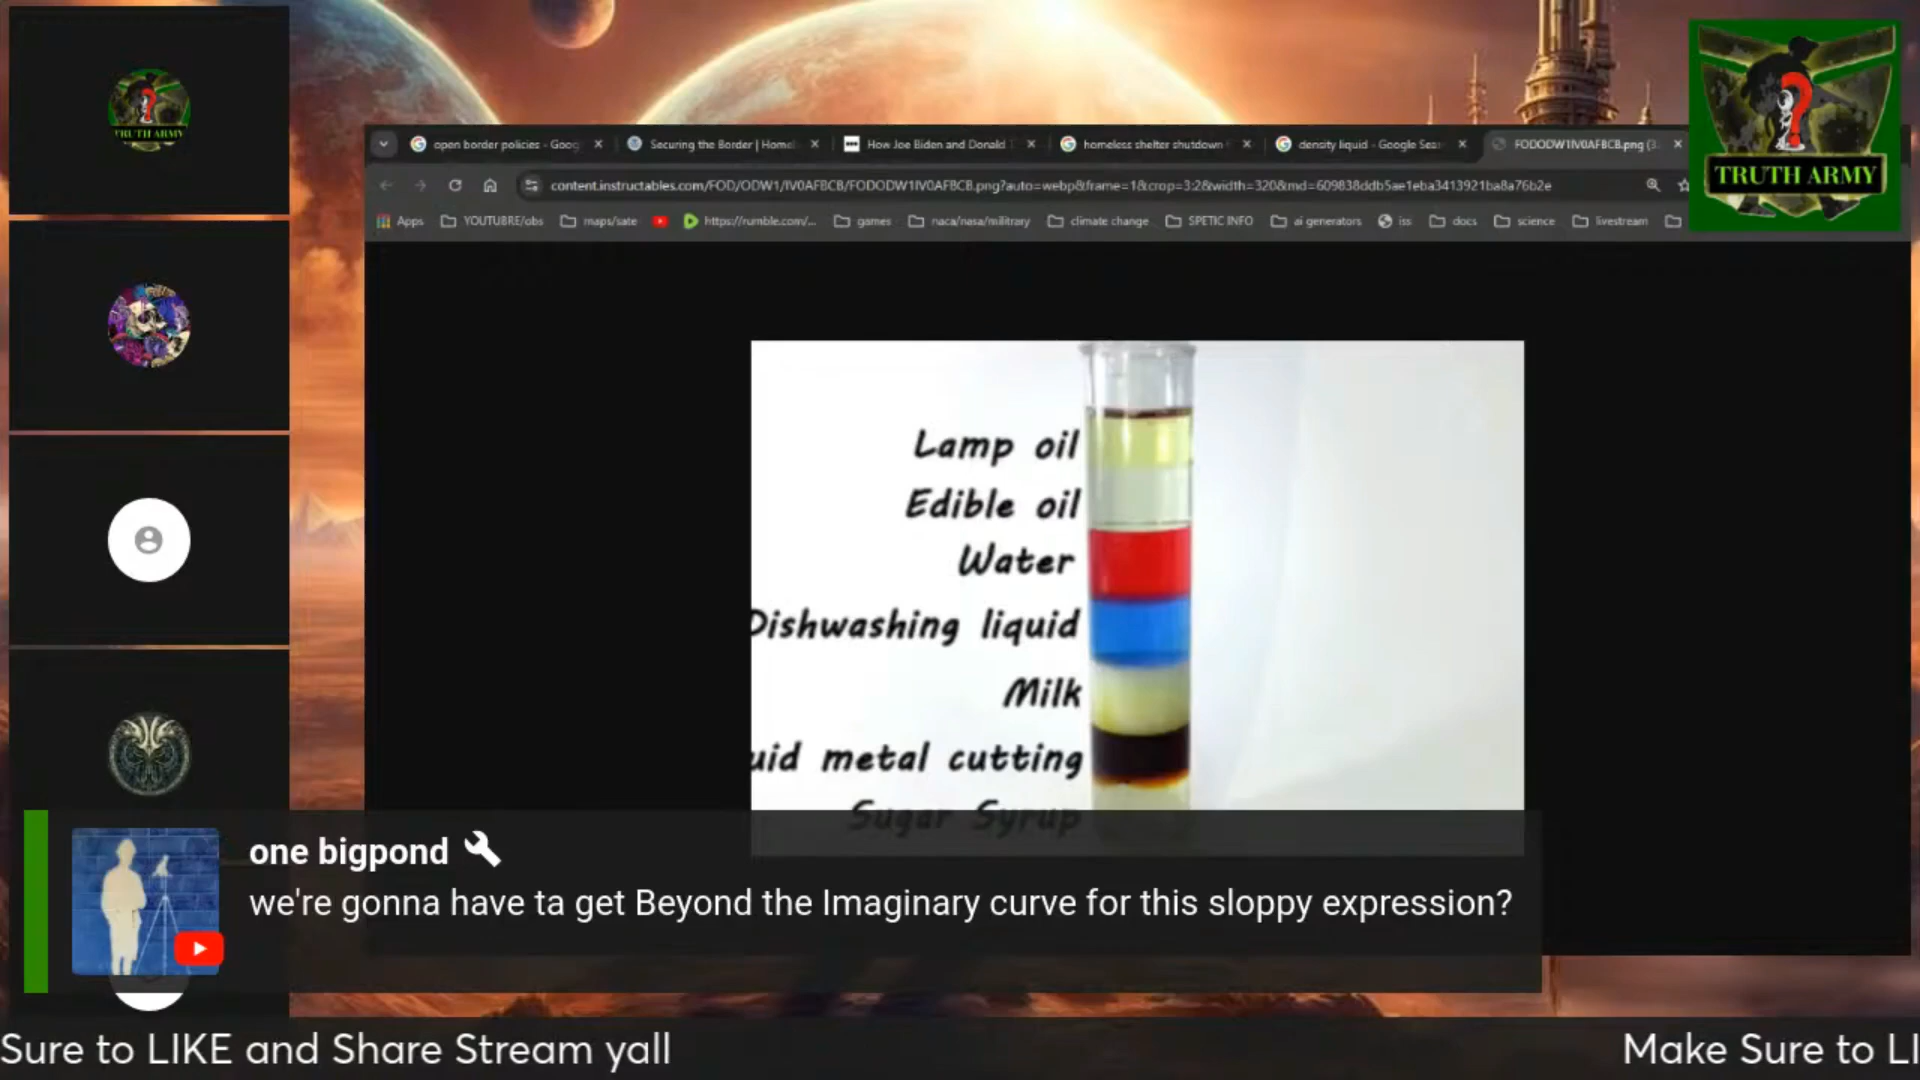 TRUTH ARMY
open border policies - Goog
Securing the Border | Homel
How Joe Biden and Donald T
homeless shelter shutdown
density liquid - Google Sear
FODODW1IV0AFBCB.png (3
content.instructables.com/FOD/ODW1/IV0AFBCB/FODODW1IV0AFBCB.png?auto=webp&frame=1&crop=3:2&width=320&md=609838ddb5ae1eba3413921ba8a76b2e
Apps
YOUTUBRE/obs
maps/sate
https://rumble.com/...
games
naca/nasa/militrary
climate change
SPETIC INFO
ai generators
iss
docs
science
livestream
TRUTH ARMY
Lamp oil
Edible oil
Water
Dishwashing liquid
Milk
uid metal cutting
Sugar Syrup
one bigpond
we're gonna have ta get Beyond the Imaginary curve for this sloppy expression?
Sure to LIKE and Share Stream yall
Make Sure to LI